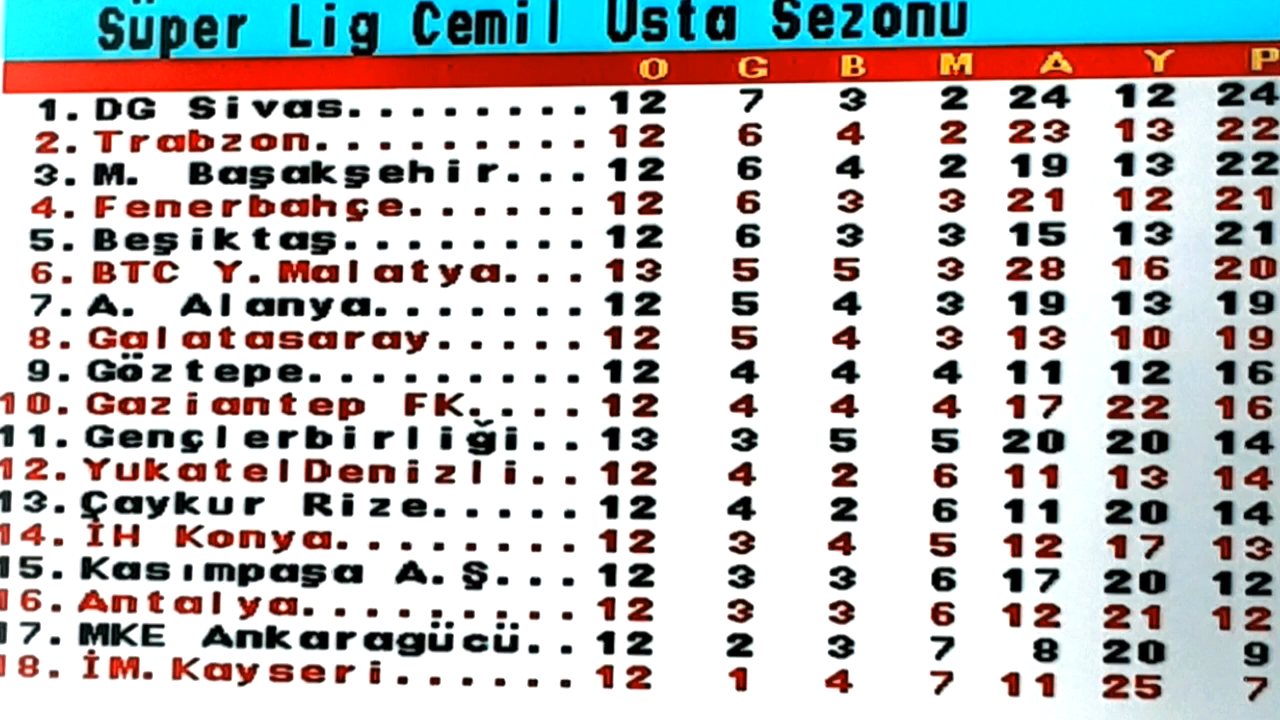 Süper Lig Cemil Usta Sezonu
O G B M A Y P
1. DG Sivas........ 12 7 3 2 24 12 24
2. Trabzon......... 12 6 4 2 23 13 22
3. M. Başakşehir... 12 6 4 2 19 13 22
4. Fenerbahçe...... 12 6 3 3 21 12 21
5. Beşiktaş........ 12 6 3 3 15 13 21
6. BTC Y.Malatya... 13 5 5 3 28 16 20
7. A. Alanya....... 12 5 4 3 19 13 19
8. Galatasaray..... 12 5 4 3 13 10 19
9. Göztepe......... 12 4 4 4 11 12 16
10. Gaziantep FK.... 12 4 4 4 17 22 16
11. Gençlerbirliği.. 13 3 5 5 20 20 14
12. YukatelDenizli.. 12 4 2 6 11 13 14
13. Çaykur Rize..... 12 4 2 6 11 20 14
14. İH Konya........ 12 3 4 5 12 17 13
15. Kasımpaşa A.Ş... 12 3 3 6 17 20 12
16. Antalya......... 12 3 3 6 12 21 12
17. MKE Ankaragücü.. 12 2 3 7 8 20 9
18. İM.Kayseri...... 12 1 4 7 11 25 7